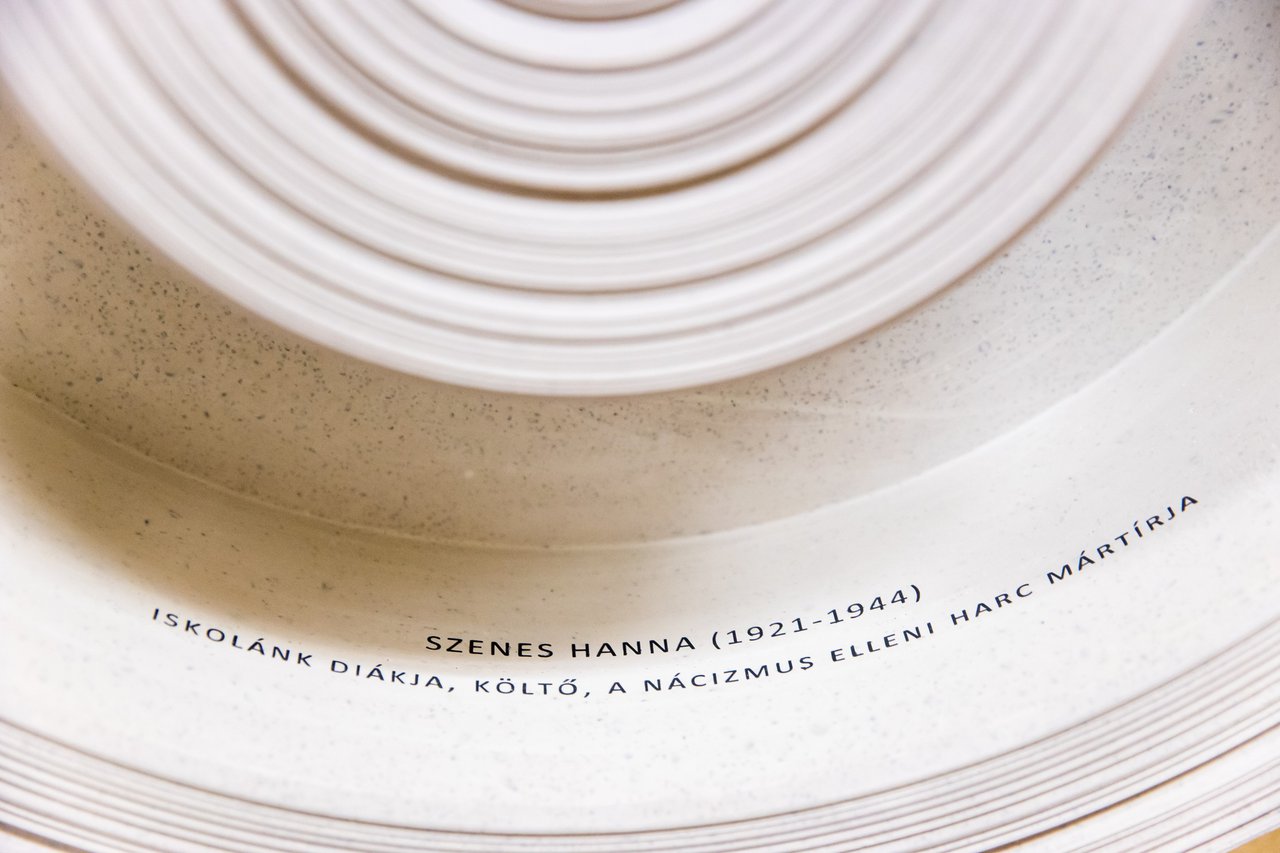 SZENES HANNA (1921-1944)
ISKOLÁNK DIÁKJA, KÖLTŐ, A NÁCIZMUS ELLENI HARC MÁRTÍRJA